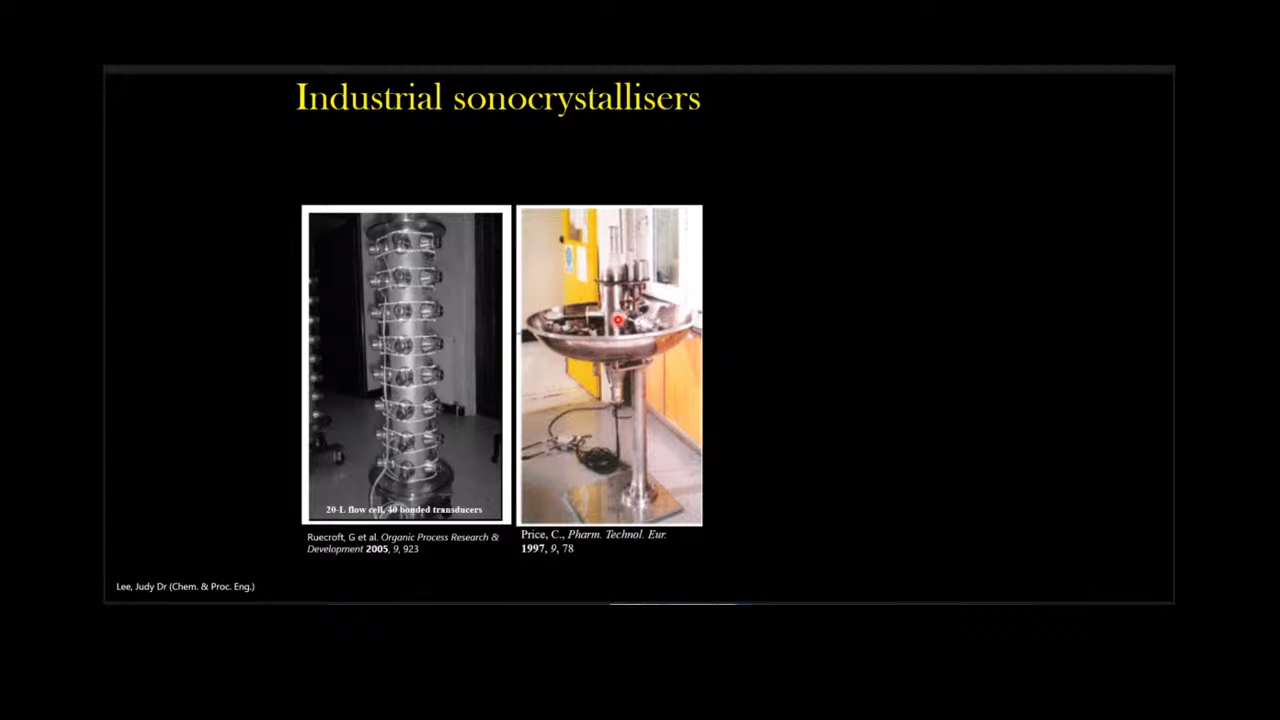 Industrial sonocrystallisers
20-L flow cell, 40 bonded transducers
Ruecroft, G et al. Organic Process Research &
Development 2005, 9, 923
Price, C., Pharm. Technol. Eur.
1997, 9, 78
Lee, Judy Dr (Chem. & Proc. Eng.)